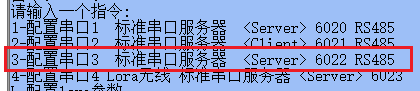 请输入一个指令:
1-配置串口1 标准串口服务器 <Server> 6020 RS485
2-配置串口2 标准串口服务器 <Client> 6021 RS485
3-配置串口3 标准串口服务器 <Server> 6022 RS485
4-配置串口4 Lora无线 标准串口服务器 <Server> 6023